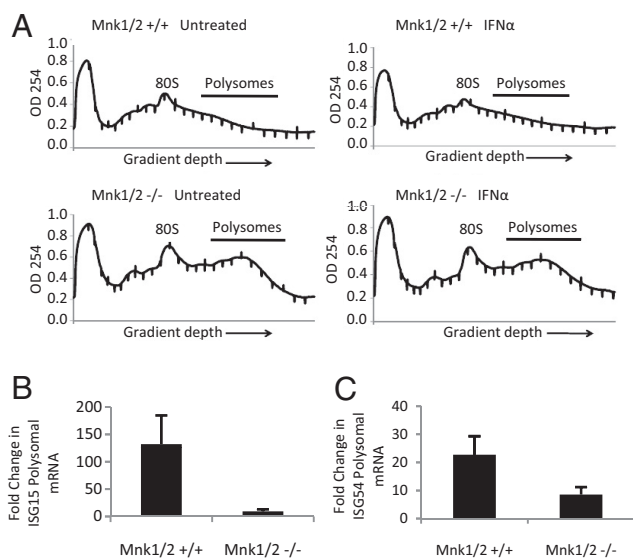 A
Mnk1/2 +/+ Untreated
OD 254
1.0
0.8
0.6
0.4
0.2
0.0
80S
Polysomes
Gradient depth
Mnk1/2 +/+ IFNα
OD 254
1.0
0.8
0.6
0.4
0.2
0.0
80S
Polysomes
Gradient depth
Mnk1/2 -/- Untreated
OD 254
1.0
0.8
0.6
0.4
0.2
0.0
80S
Polysomes
Gradient depth
Mnk1/2 -/- IFNα
OD 254
1.0
0.8
0.6
0.4
0.2
0.0
80S
Polysomes
Gradient depth
B
Fold Change in
ISG15 Polysomal
mRNA
200
150
100
50
0
Mnk1/2 +/+ Mnk1/2 -/-
C
Fold Change in
ISG54 Polysomal
mRNA
40
30
20
10
0
Mnk1/2 +/+ Mnk1/2 -/-